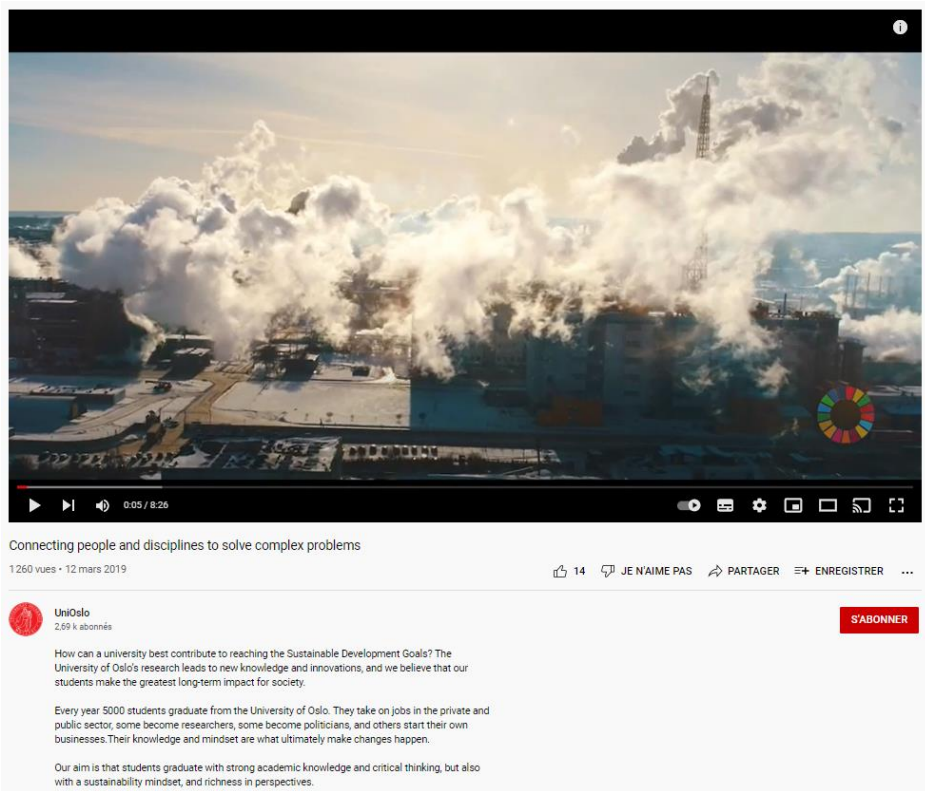 0:05 / 8:26
Connecting people and disciplines to solve complex problems
1 260 vues • 12 mars 2019
14 JE N'AIME PAS PARTAGER ENREGISTRER ...
UniOslo
2,69 k abonnés
S'ABONNER
How can a university best contribute to reaching the Sustainable Development Goals? The
University of Oslo's research leads to new knowledge and innovations, and we believe that our
students make the greatest long-term impact for society.
Every year 5000 students graduate from the University of Oslo. They take on jobs in the private and
public sector, some become researchers, some become politicians, and others start their own
businesses.Their knowledge and mindset are what ultimately make changes happen.
Our aim is that students graduate with strong academic knowledge and critical thinking, but also
with a sustainability mindset, and richness in perspectives.